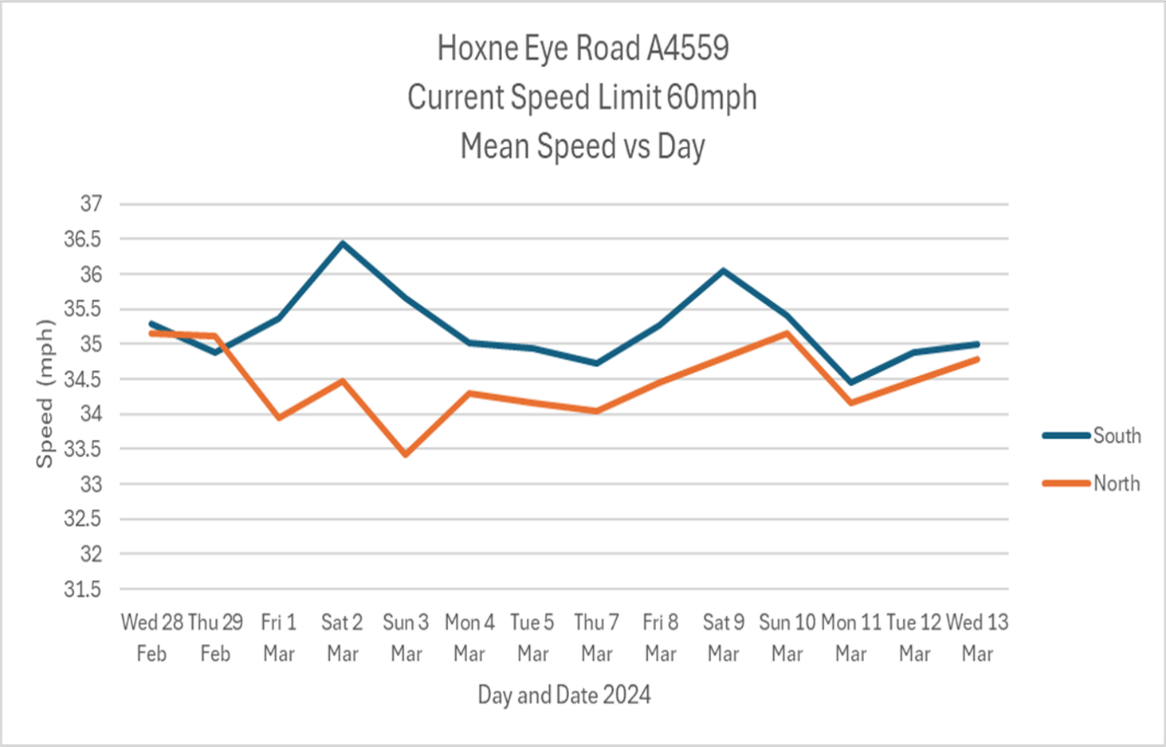 Hoxne Eye Road A4559
Current Speed Limit 60mph
Mean Speed vs Day
37
36.5
36
35.5
35
34.5
34
33.5
33
32.5
32
31.5
Speed (mph)
Wed 28 Thu 29 Fri 1 Sat 2 Sun 3 Mon 4 Tue 5 Thu 7 Fri 8 Sat 9 Sun 10 Mon 11 Tue 12 Wed 13
Feb Feb Mar Mar Mar Mar Mar Mar Mar Mar Mar Mar Mar Mar
Day and Date 2024
South
North